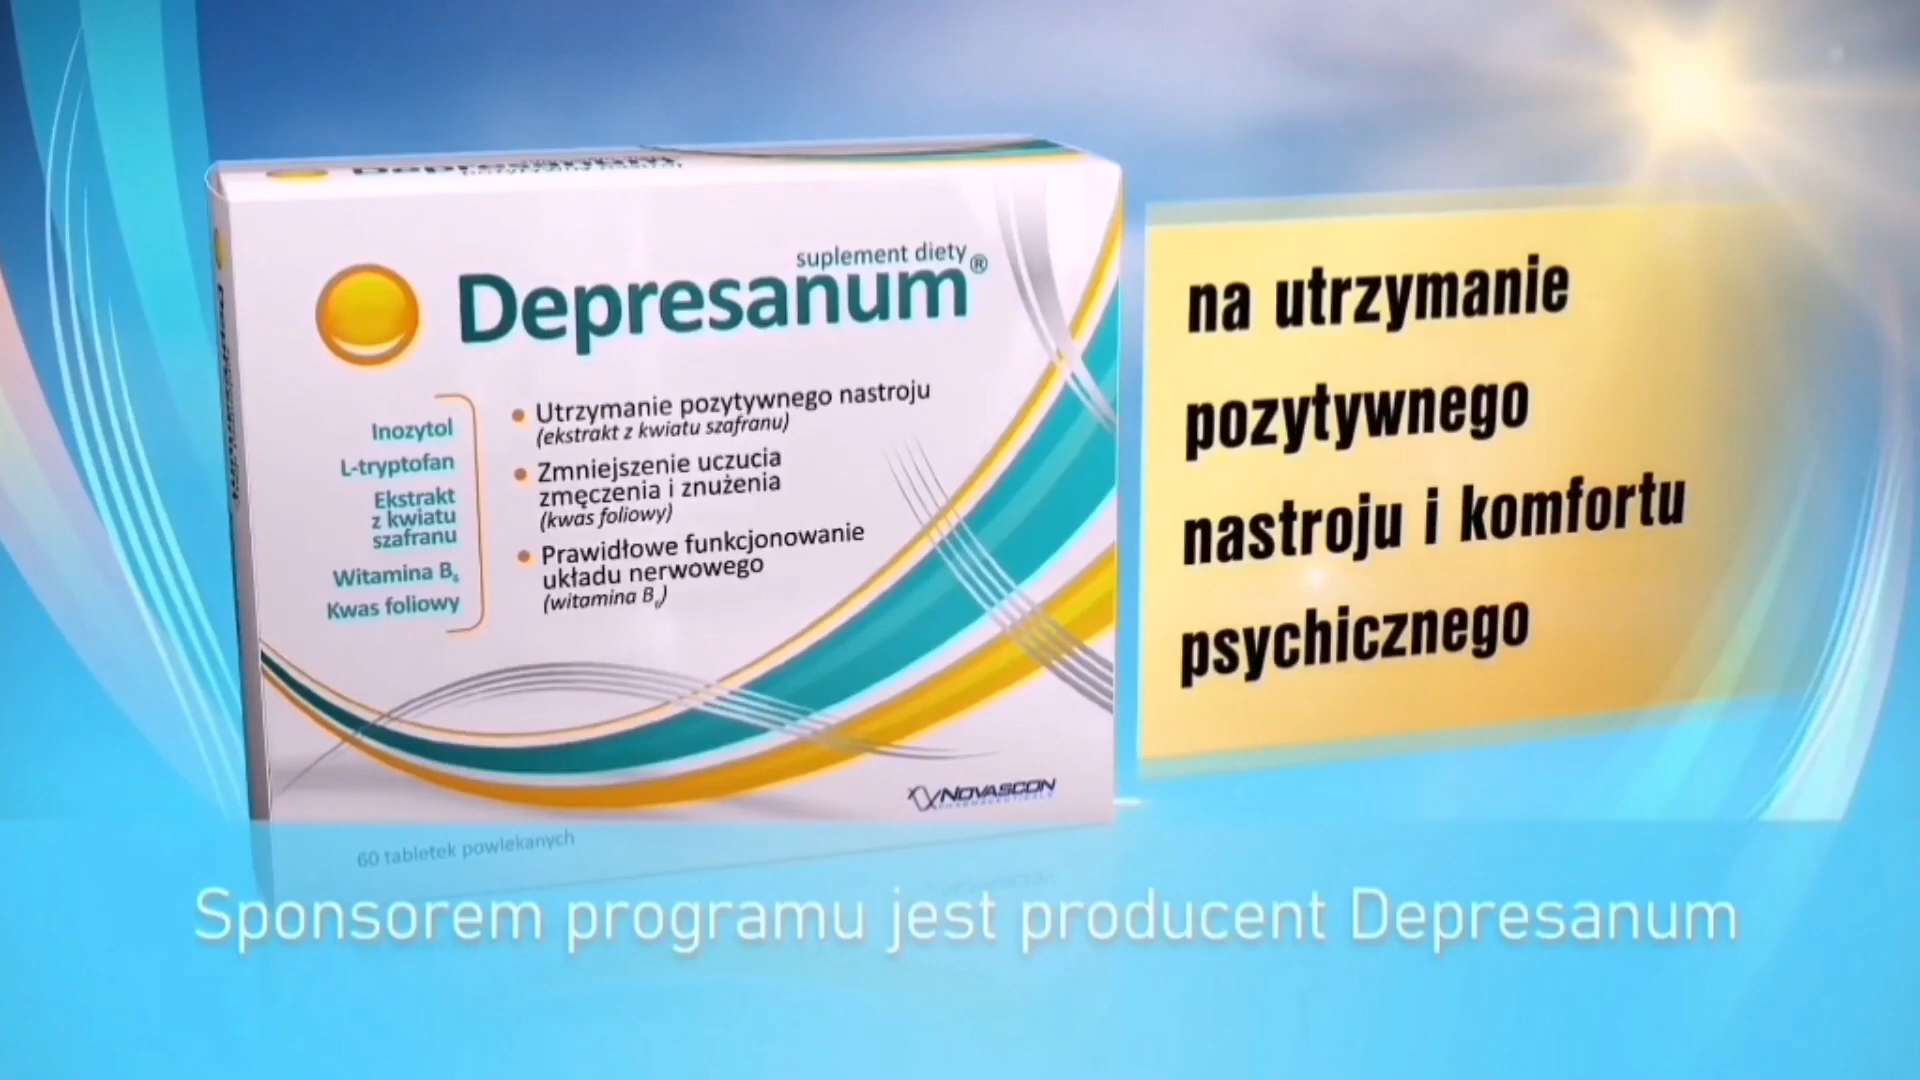 suplement diety
Depresanum®
Inozytol
L-tryptofan
Ekstrakt
z kwiatu
szafranu
Witamina B₆
Kwas foliowy
• Utrzymanie pozytywnego nastroju
(ekstrakt z kwiatu szafranu)
• Zmniejszenie uczucia
zmęczenia i znużenia
(kwas foliowy)
• Prawidłowe funkcjonowanie
układu nerwowego
(witamina B₆)
NOVASCON
PHARMACEUTICALS
60 tabletek powlekanych
na utrzymanie
pozytywnego
nastroju i komfortu
psychicznego
Sponsorem programu jest producent Depresanum